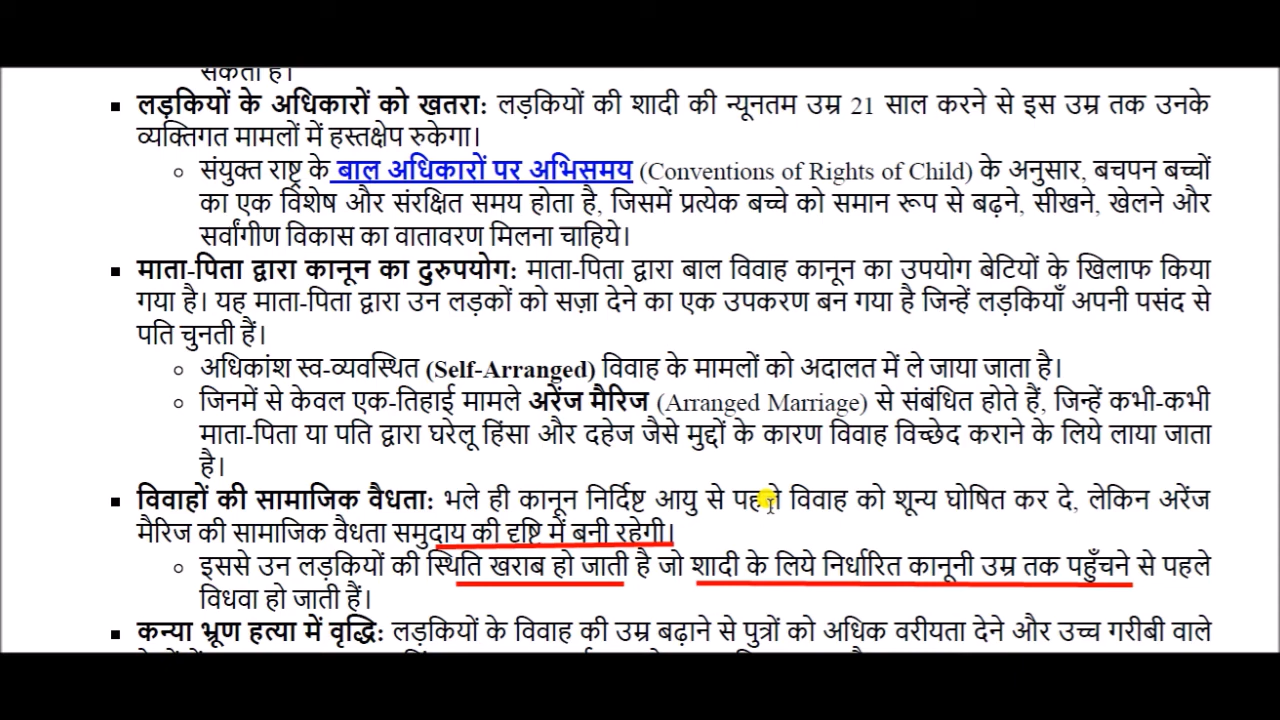 सकता है।
▪ लड़कियों के अधिकारों को खतरा: लड़कियों की शादी की न्यूनतम उम्र 21 साल करने से इस उम्र तक उनके
व्यक्तिगत मामलों में हस्तक्षेप रुकेगा।
◦ संयुक्त राष्ट्र के बाल अधिकारों पर अभिसमय (Conventions of Rights of Child) के अनुसार, बचपन बच्चों
का एक विशेष और संरक्षित समय होता है, जिसमें प्रत्येक बच्चे को समान रूप से बढ़ने, सीखने, खेलने और
सर्वांगीण विकास का वातावरण मिलना चाहिये।
▪ माता-पिता द्वारा कानून का दुरुपयोग: माता-पिता द्वारा बाल विवाह कानून का उपयोग बेटियों के खिलाफ किया
गया है। यह माता-पिता द्वारा उन लड़कों को सज़ा देने का एक उपकरण बन गया है जिन्हें लड़कियाँ अपनी पसंद से
पति चुनती हैं।
◦ अधिकांश स्व-व्यवस्थित (Self-Arranged) विवाह के मामलों को अदालत में ले जाया जाता है।
◦ जिनमें से केवल एक-तिहाई मामले अरेंज मैरिज (Arranged Marriage) से संबंधित होते हैं, जिन्हें कभी-कभी
माता-पिता या पति द्वारा घरेलू हिंसा और दहेज जैसे मुद्दों के कारण विवाह विच्छेद कराने के लिये लाया जाता
है।
▪ विवाहों की सामाजिक वैधता: भले ही कानून निर्दिष्ट आयु से पहले विवाह को शून्य घोषित कर दे, लेकिन अरेंज
मैरिज की सामाजिक वैधता समुदाय की दृष्टि में बनी रहेगी।
◦ इससे उन लड़कियों की स्थिति खराब हो जाती है जो शादी के लिये निर्धारित कानूनी उम्र तक पहुँचने से पहले
विधवा हो जाती हैं।
▪ कन्या भ्रूण हत्या में वृद्धि: लड़कियों के विवाह की उम्र बढ़ाने से पुत्रों को अधिक वरीयता देने और उच्च गरीबी वाले